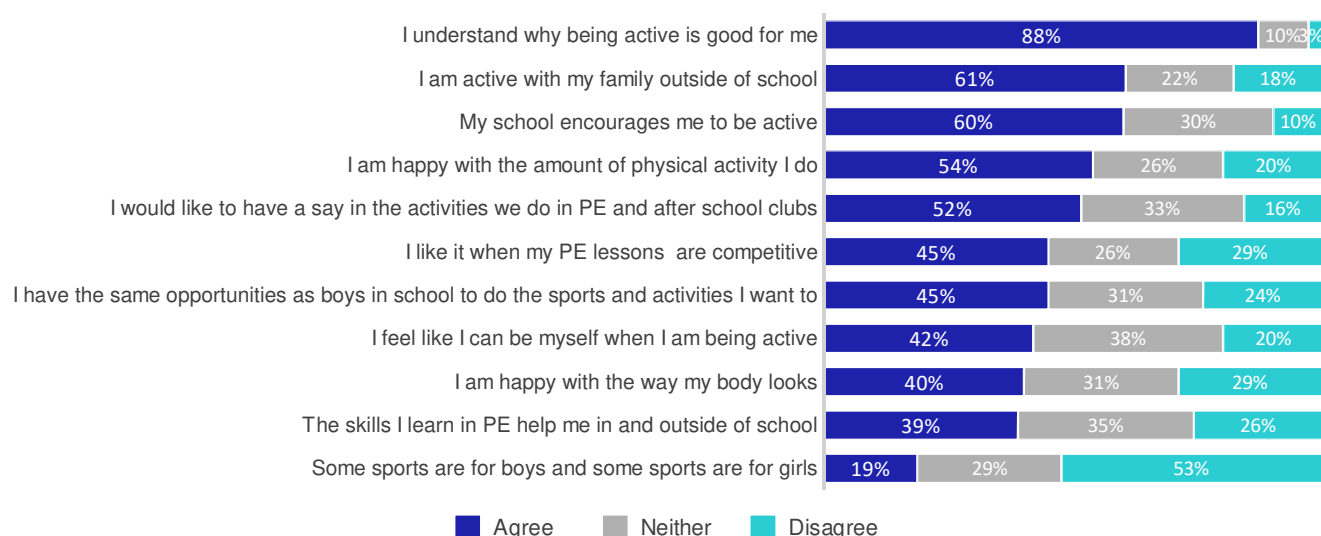 I understand why being active is good for me 88% 10% 3%
I am active with my family outside of school 61% 22% 18%
My school encourages me to be active 60% 30% 10%
I am happy with the amount of physical activity I do 54% 26% 20%
I would like to have a say in the activities we do in PE and after school clubs 52% 33% 16%
I like it when my PE lessons are competitive 45% 26% 29%
I have the same opportunities as boys in school to do the sports and activities I want to 45% 31% 24%
I feel like I can be myself when I am being active 42% 38% 20%
I am happy with the way my body looks 40% 31% 29%
The skills I learn in PE help me in and outside of school 39% 35% 26%
Some sports are for boys and some sports are for girls 19% 29% 53%
Agree Neither Disagree